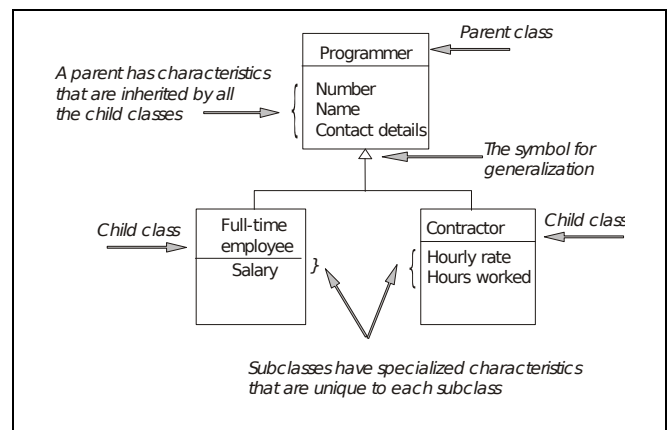 Parent class
Programmer
A parent has characteristics
that are inherited by all
the child classes
{
Number
Name
Contact details
The symbol for
generalization
Child class
Full-time
employee
Salary
}
Contractor
{
Hourly rate
Hours worked
Child class
Subclasses have specialized characteristics
that are unique to each subclass